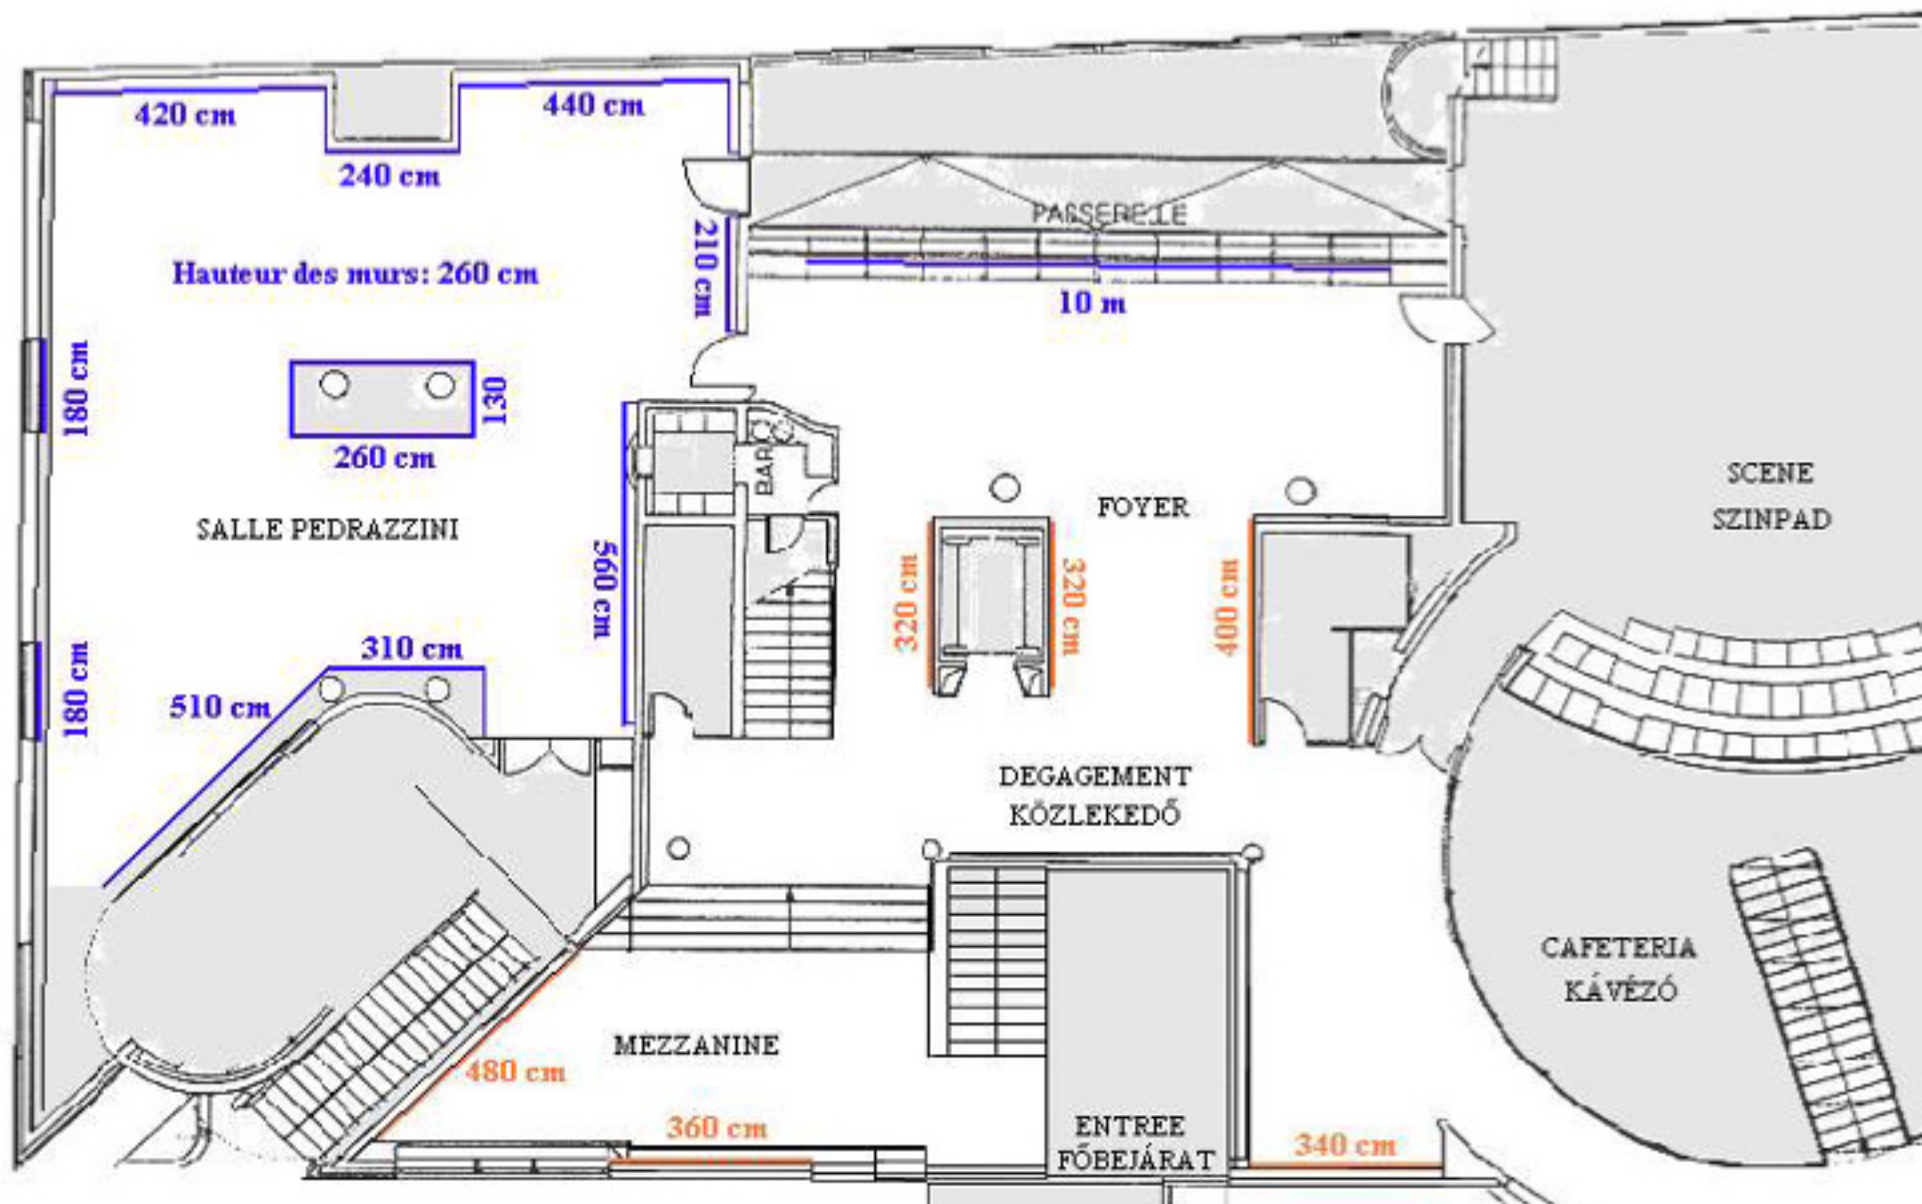 420 cm
440 cm
240 cm
PASSERELLE
210 cm
Hauteur des murs: 260 cm
10 m
180 cm
130
260 cm
BAR
SCENE
SZINPAD
FOYER
SALLE PEDRAZZINI
560 cm
320 cm
320 cm
400 cm
310 cm
180 cm
510 cm
DEGAGEMENT
KÖZLEKEDŐ
CAFETERIA
KÁVÉZÓ
MEZZANINE
480 cm
360 cm
ENTREE
FŐBEJÁRAT
340 cm